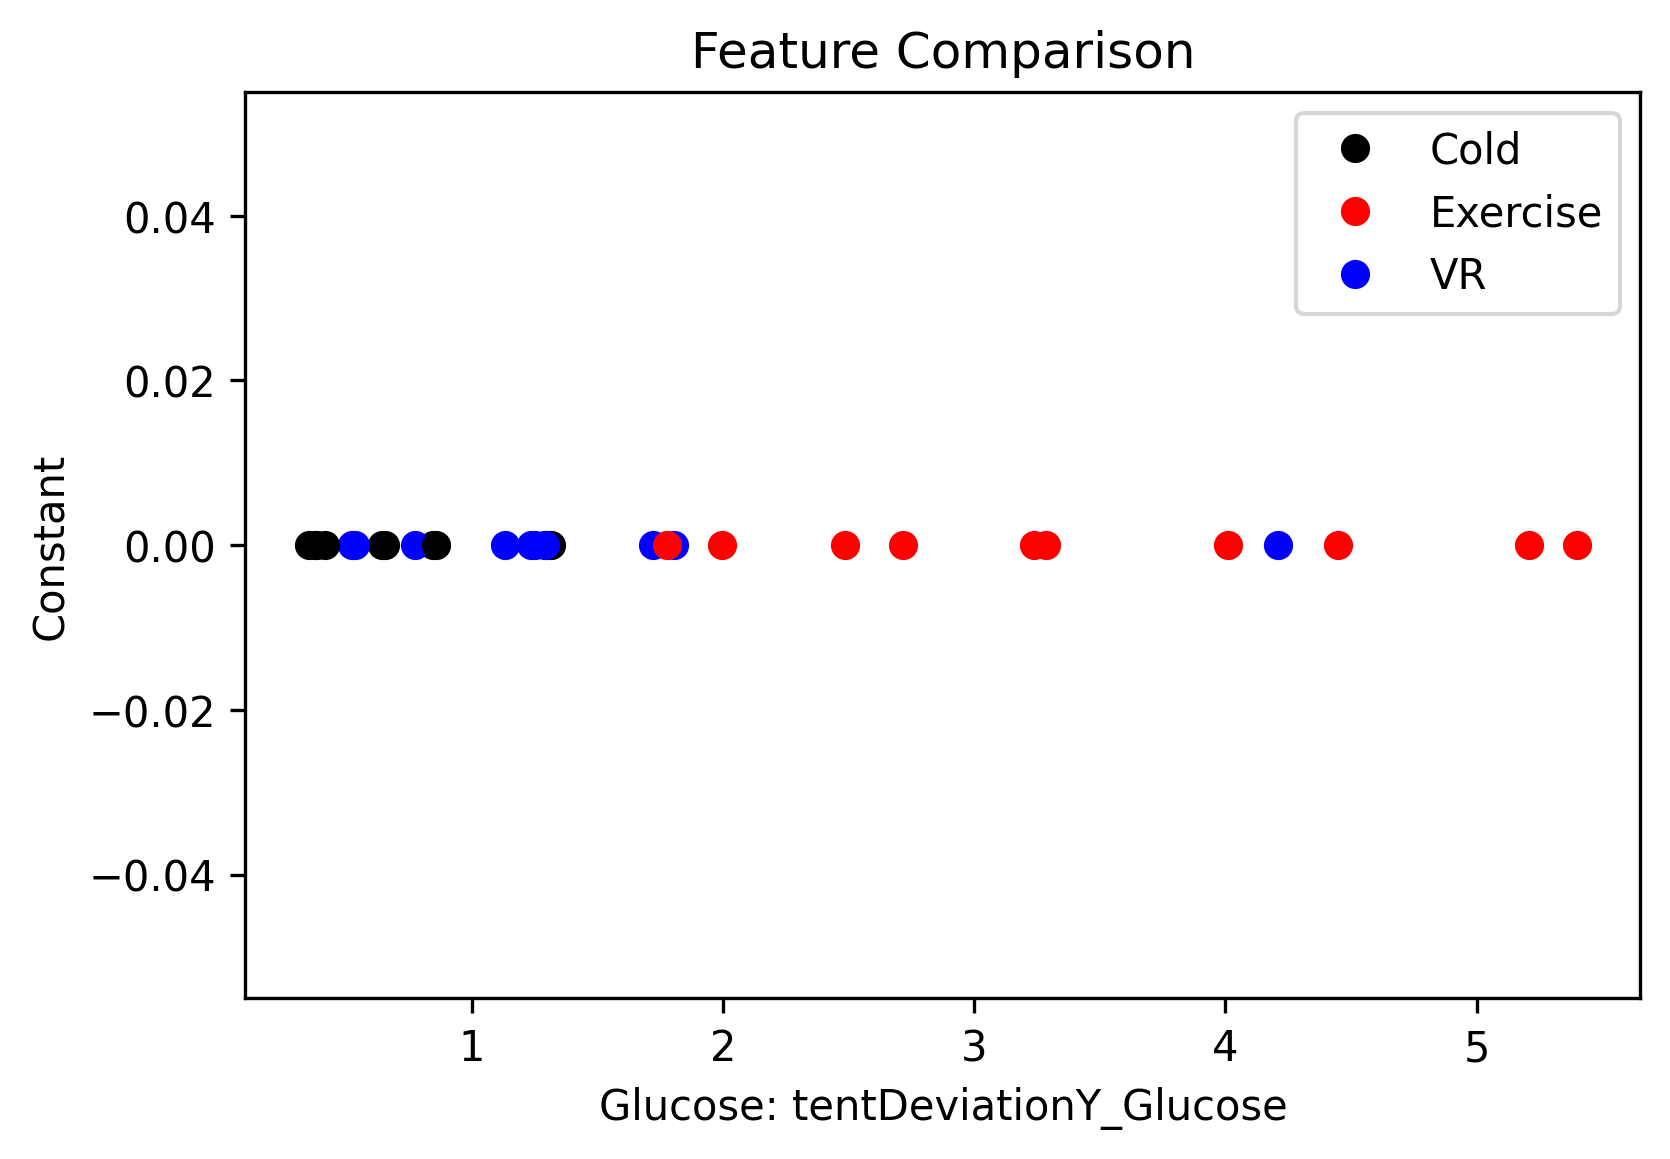 Feature Comparison
Cold
Exercise
VR
0.04
0.02
0.00
−0.02
−0.04
Constant
1 2 3 4 5
Glucose: tentDeviationY_Glucose